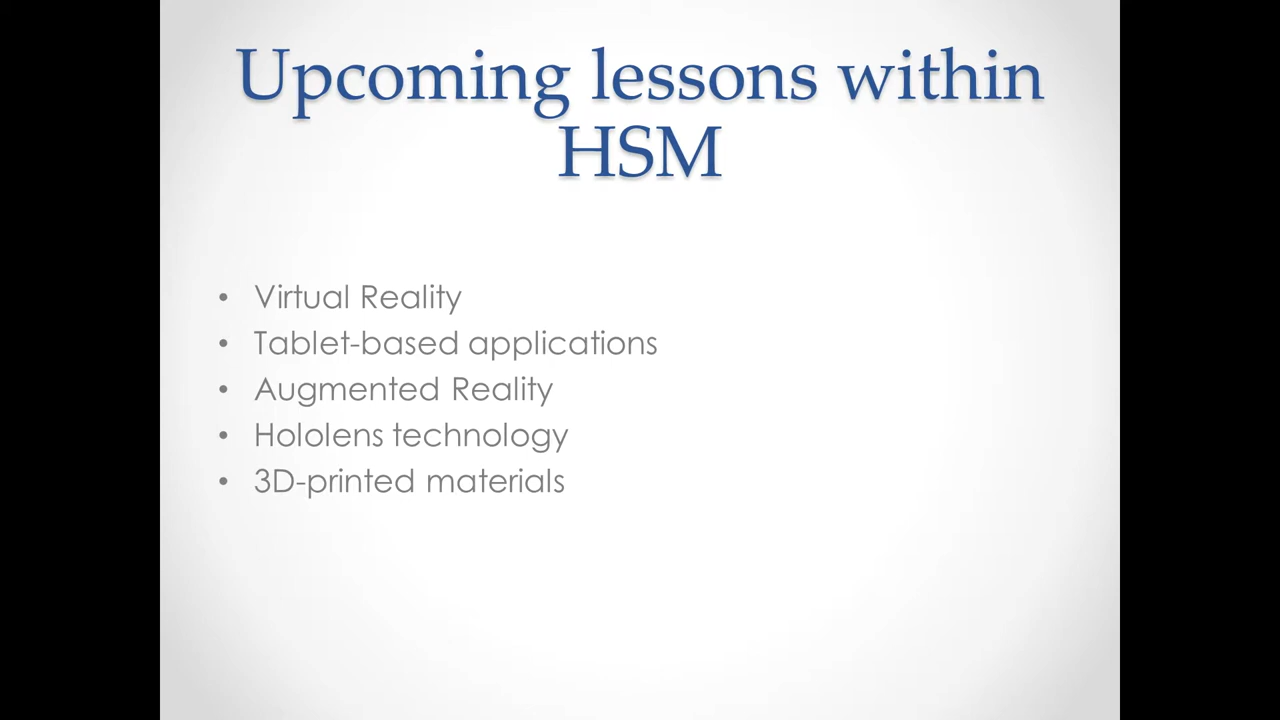 Upcoming lessons within
HSM
• Virtual Reality
• Tablet-based applications
• Augmented Reality
• Hololens technology
• 3D-printed materials